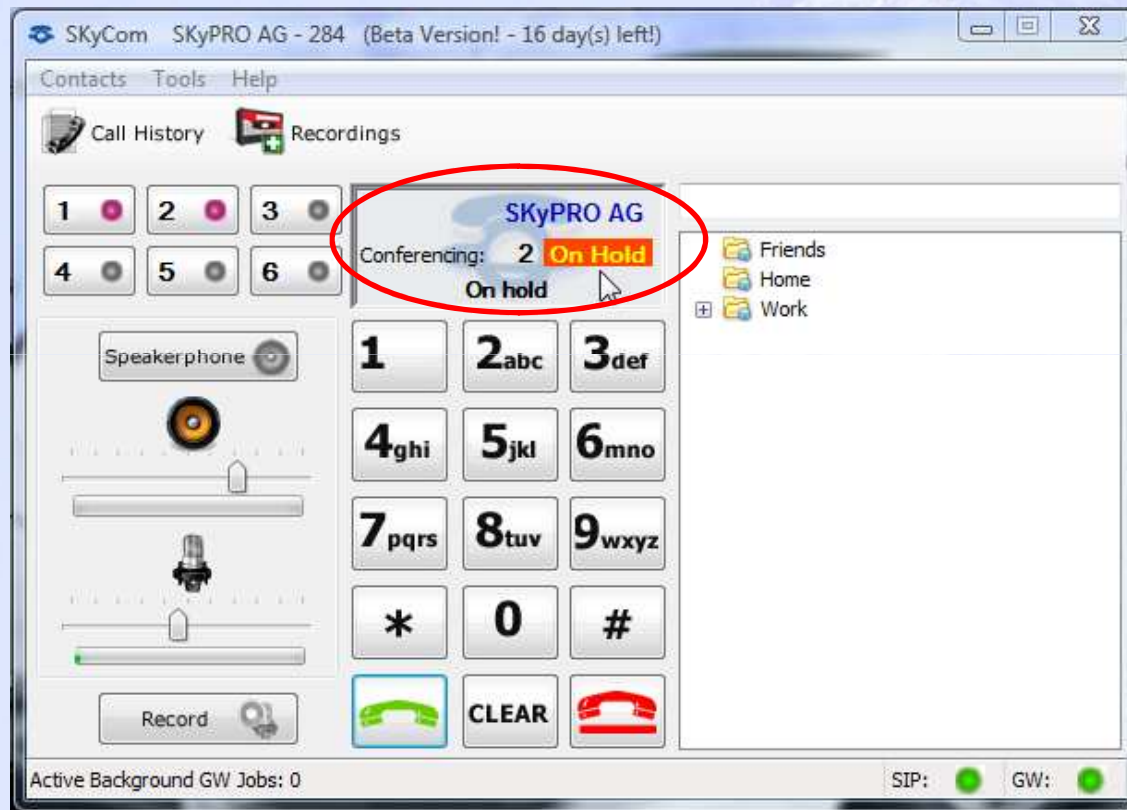 SKyCom SKyPRO AG - 284 (Beta Version! - 16 day(s) left!)
Contacts Tools Help
Call History Recordings
1 2 3
4 5 6
SKyPRO AG
Conferencing: 2 On Hold
On hold
Friends
Home
Work
Speakerphone
1 2abc 3def
4ghi 5jkl 6mno
7pqrs 8tuv 9wxyz
* 0 #
CLEAR
Record
Active Background GW Jobs: 0 SIP: GW: